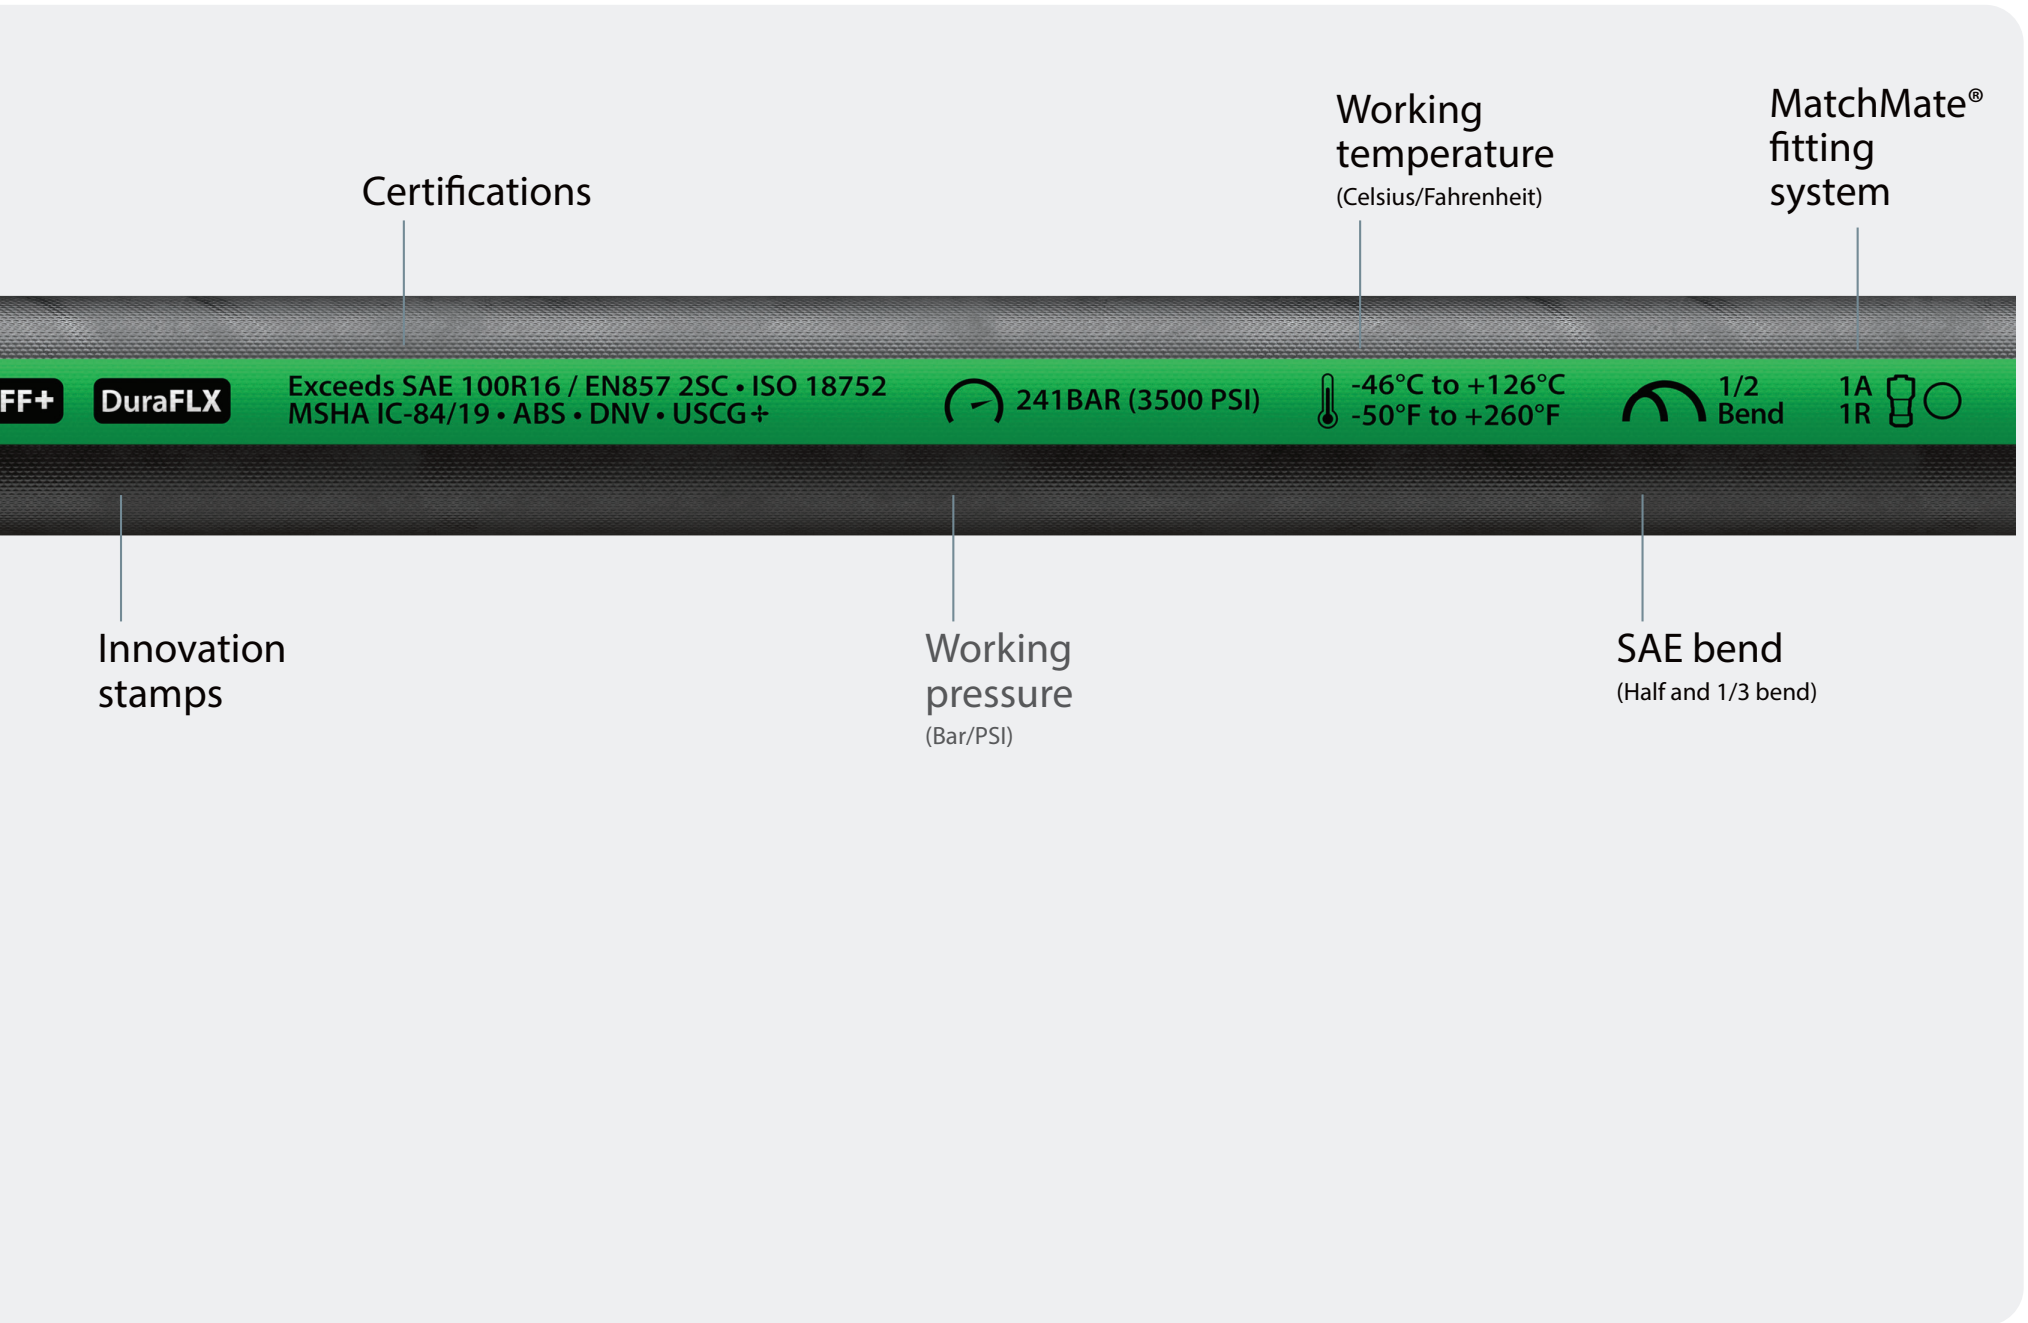 Certifications
Working
temperature
(Celsius/Fahrenheit)
MatchMate®
fitting
system
FF+
DuraFLX
Exceeds SAE 100R16 / EN857 2SC • ISO 18752
MSHA IC-84/19 • ABS • DNV • USCG+
241BAR (3500 PSI)
-46°C to +126°C
-50°F to +260°F
1/2
Bend
1A
1R
Innovation
stamps
Working
pressure
(Bar/PSI)
SAE bend
(Half and 1/3 bend)